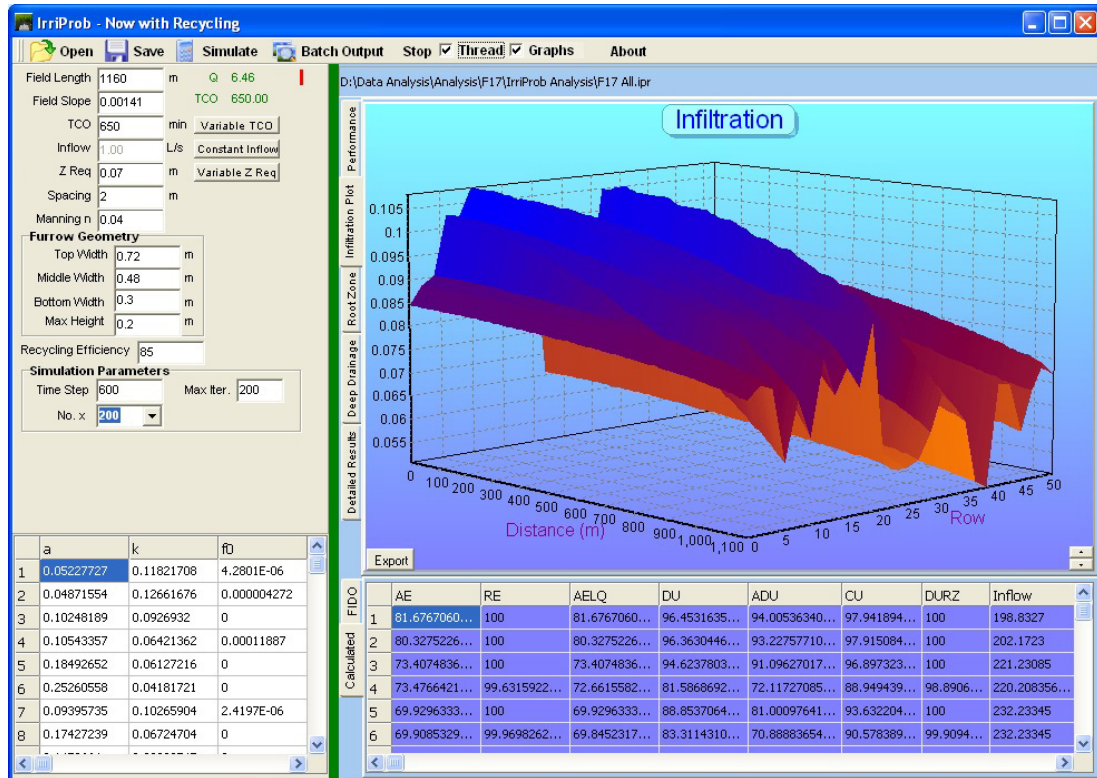 IrriProb - Now with Recycling
Open Save Simulate Batch Output Stop Thread Graphs About
Field Length 1160 m Q 6.46
Field Slope 0.00141 TCO 650.00
TCO 650 min Variable TCO
Inflow 1.00 L/s Constant Inflow
Z Req 0.07 m Variable Z Req
Spacing 2 m
Manning n 0.04
Furrow Geometry
Top Width 0.72 m
Middle Width 0.48 m
Bottom Width 0.3 m
Max Height 0.2 m
Recycling Efficiency 85
Simulation Parameters
Time Step 600 Max Iter. 200
No. x 200
a k f0
1 0.05227727 0.11821708 4.2801E-06
2 0.04871554 0.12661676 0.000004272
3 0.10248189 0.0926932 0
4 0.10543357 0.06421362 0.00011887
5 0.18492652 0.06127216 0
6 0.25260558 0.04181721 0
7 0.09395735 0.10265904 2.4197E-06
8 0.17427239 0.06724704 0
D:\Data Analysis\Analysis\F17\IrriProb Analysis\F17 All.ipr
Performance
Infiltration Plot
Root Zone
Deep Drainage
Detailed Results
Infiltration
0.105
0.1
0.095
0.09
0.085
0.08
0.075
0.07
0.065
0.06
0.055
0 100 200 300 400 500 600 700 800 900 1,000 1,100
Distance (m)
0 5 10 15 20 25 30 35 40 45 50
Row
Export
FIDO
Calculated
AE RE AELQ DU ADU CU DURZ Inflow
1 81.6767060... 100 81.6767060... 96.4531635... 94.00536340... 97.941894... 100 198.8327
2 80.3275226... 100 80.3275226... 96.3630446... 93.22757710... 97.915084... 100 202.1723
3 73.4074836... 100 73.4074836... 94.6237803... 91.09627017... 96.897323... 100 221.23085
4 73.4766421... 99.6315922... 72.6615582... 81.5868692... 72.11727085... 88.949439... 98.8906... 220.208356...
5 69.9296333... 100 69.9296333... 88.8537064... 81.00097641... 93.632204... 100 232.23345
6 69.9085329... 99.9698262... 69.8452317... 83.3114310... 70.88883654... 90.578389... 99.9094... 232.23345